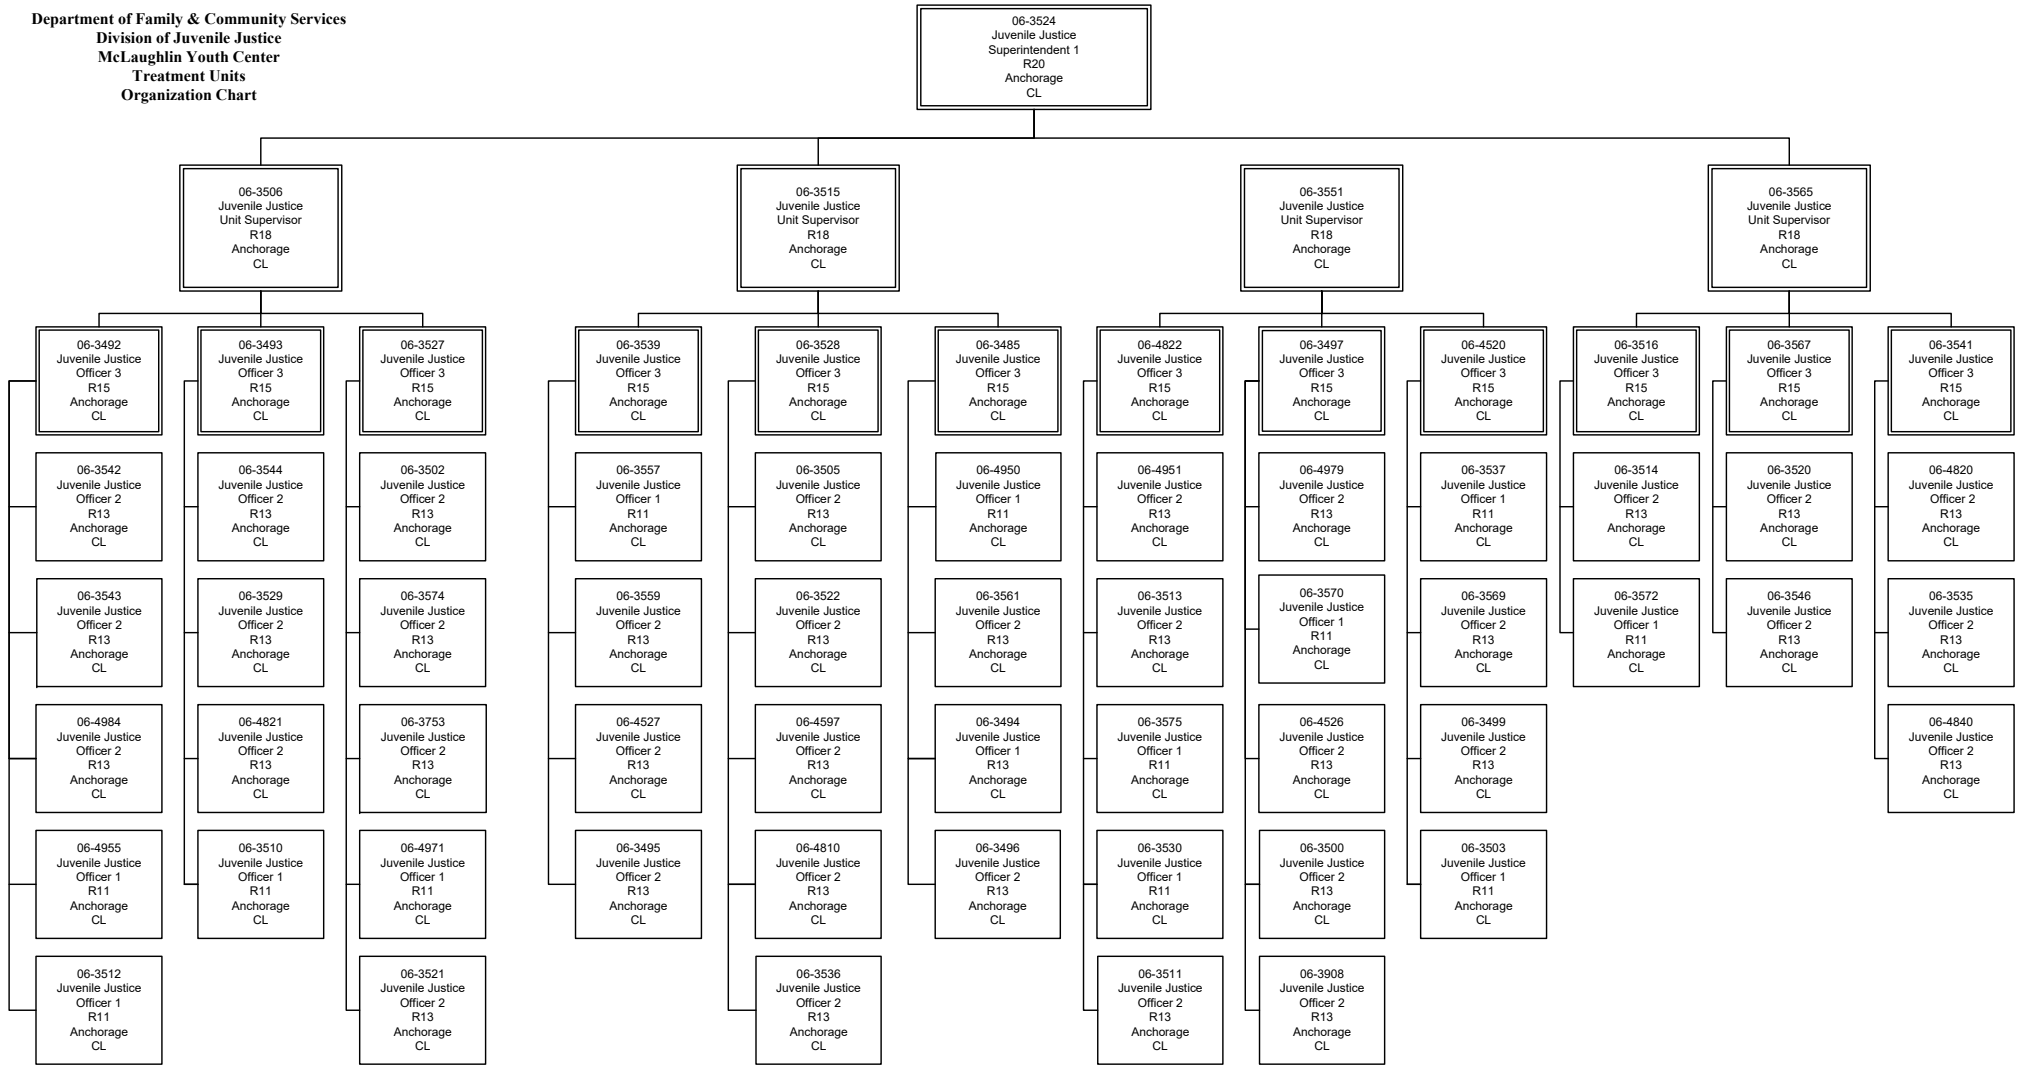 Department of Family & Community Services
Division of Juvenile Justice
McLaughlin Youth Center
Treatment Units
Organization Chart
06-3524
Juvenile Justice
Superintendent 1
R20
Anchorage
CL
06-3506
Juvenile Justice
Unit Supervisor
R18
Anchorage
CL
06-3515
Juvenile Justice
Unit Supervisor
R18
Anchorage
CL
06-3551
Juvenile Justice
Unit Supervisor
R18
Anchorage
CL
06-3565
Juvenile Justice
Unit Supervisor
R18
Anchorage
CL
06-3492
Juvenile Justice
Officer 3
R15
Anchorage
CL
06-3493
Juvenile Justice
Officer 3
R15
Anchorage
CL
06-3527
Juvenile Justice
Officer 3
R15
Anchorage
CL
06-3539
Juvenile Justice
Officer 3
R15
Anchorage
CL
06-3528
Juvenile Justice
Officer 3
R15
Anchorage
CL
06-3485
Juvenile Justice
Officer 3
R15
Anchorage
CL
06-4822
Juvenile Justice
Officer 3
R15
Anchorage
CL
06-3497
Juvenile Justice
Officer 3
R15
Anchorage
CL
06-4520
Juvenile Justice
Officer 3
R15
Anchorage
CL
06-3516
Juvenile Justice
Officer 3
R15
Anchorage
CL
06-3567
Juvenile Justice
Officer 3
R15
Anchorage
CL
06-3541
Juvenile Justice
Officer 3
R15
Anchorage
CL
06-3542
Juvenile Justice
Officer 2
R13
Anchorage
CL
06-3544
Juvenile Justice
Officer 2
R13
Anchorage
CL
06-3502
Juvenile Justice
Officer 2
R13
Anchorage
CL
06-3557
Juvenile Justice
Officer 1
R11
Anchorage
CL
06-3505
Juvenile Justice
Officer 2
R13
Anchorage
CL
06-4950
Juvenile Justice
Officer 1
R11
Anchorage
CL
06-4951
Juvenile Justice
Officer 2
R13
Anchorage
CL
06-4979
Juvenile Justice
Officer 2
R13
Anchorage
CL
06-3537
Juvenile Justice
Officer 1
R11
Anchorage
CL
06-3514
Juvenile Justice
Officer 2
R13
Anchorage
CL
06-3520
Juvenile Justice
Officer 2
R13
Anchorage
CL
06-4820
Juvenile Justice
Officer 2
R13
Anchorage
CL
06-3543
Juvenile Justice
Officer 2
R13
Anchorage
CL
06-3529
Juvenile Justice
Officer 2
R13
Anchorage
CL
06-3574
Juvenile Justice
Officer 2
R13
Anchorage
CL
06-3559
Juvenile Justice
Officer 2
R13
Anchorage
CL
06-3522
Juvenile Justice
Officer 2
R13
Anchorage
CL
06-3561
Juvenile Justice
Officer 2
R13
Anchorage
CL
06-3513
Juvenile Justice
Officer 2
R13
Anchorage
CL
06-3570
Juvenile Justice
Officer 1
R11
Anchorage
CL
06-3569
Juvenile Justice
Officer 2
R13
Anchorage
CL
06-3572
Juvenile Justice
Officer 1
R11
Anchorage
CL
06-3546
Juvenile Justice
Officer 2
R13
Anchorage
CL
06-3535
Juvenile Justice
Officer 2
R13
Anchorage
CL
06-4984
Juvenile Justice
Officer 2
R13
Anchorage
CL
06-4821
Juvenile Justice
Officer 2
R13
Anchorage
CL
06-3753
Juvenile Justice
Officer 2
R13
Anchorage
CL
06-4527
Juvenile Justice
Officer 2
R13
Anchorage
CL
06-4597
Juvenile Justice
Officer 2
R13
Anchorage
CL
06-3494
Juvenile Justice
Officer 1
R13
Anchorage
CL
06-3575
Juvenile Justice
Officer 1
R11
Anchorage
CL
06-4526
Juvenile Justice
Officer 2
R13
Anchorage
CL
06-3499
Juvenile Justice
Officer 2
R13
Anchorage
CL
06-4840
Juvenile Justice
Officer 2
R13
Anchorage
CL
06-4955
Juvenile Justice
Officer 1
R11
Anchorage
CL
06-3510
Juvenile Justice
Officer 1
R11
Anchorage
CL
06-4971
Juvenile Justice
Officer 1
R11
Anchorage
CL
06-3495
Juvenile Justice
Officer 2
R13
Anchorage
CL
06-4810
Juvenile Justice
Officer 2
R13
Anchorage
CL
06-3496
Juvenile Justice
Officer 2
R13
Anchorage
CL
06-3530
Juvenile Justice
Officer 1
R11
Anchorage
CL
06-3500
Juvenile Justice
Officer 2
R13
Anchorage
CL
06-3503
Juvenile Justice
Officer 1
R11
Anchorage
CL
06-3512
Juvenile Justice
Officer 1
R11
Anchorage
CL
06-3521
Juvenile Justice
Officer 2
R13
Anchorage
CL
06-3536
Juvenile Justice
Officer 2
R13
Anchorage
CL
06-3511
Juvenile Justice
Officer 2
R13
Anchorage
CL
06-3908
Juvenile Justice
Officer 2
R13
Anchorage
CL